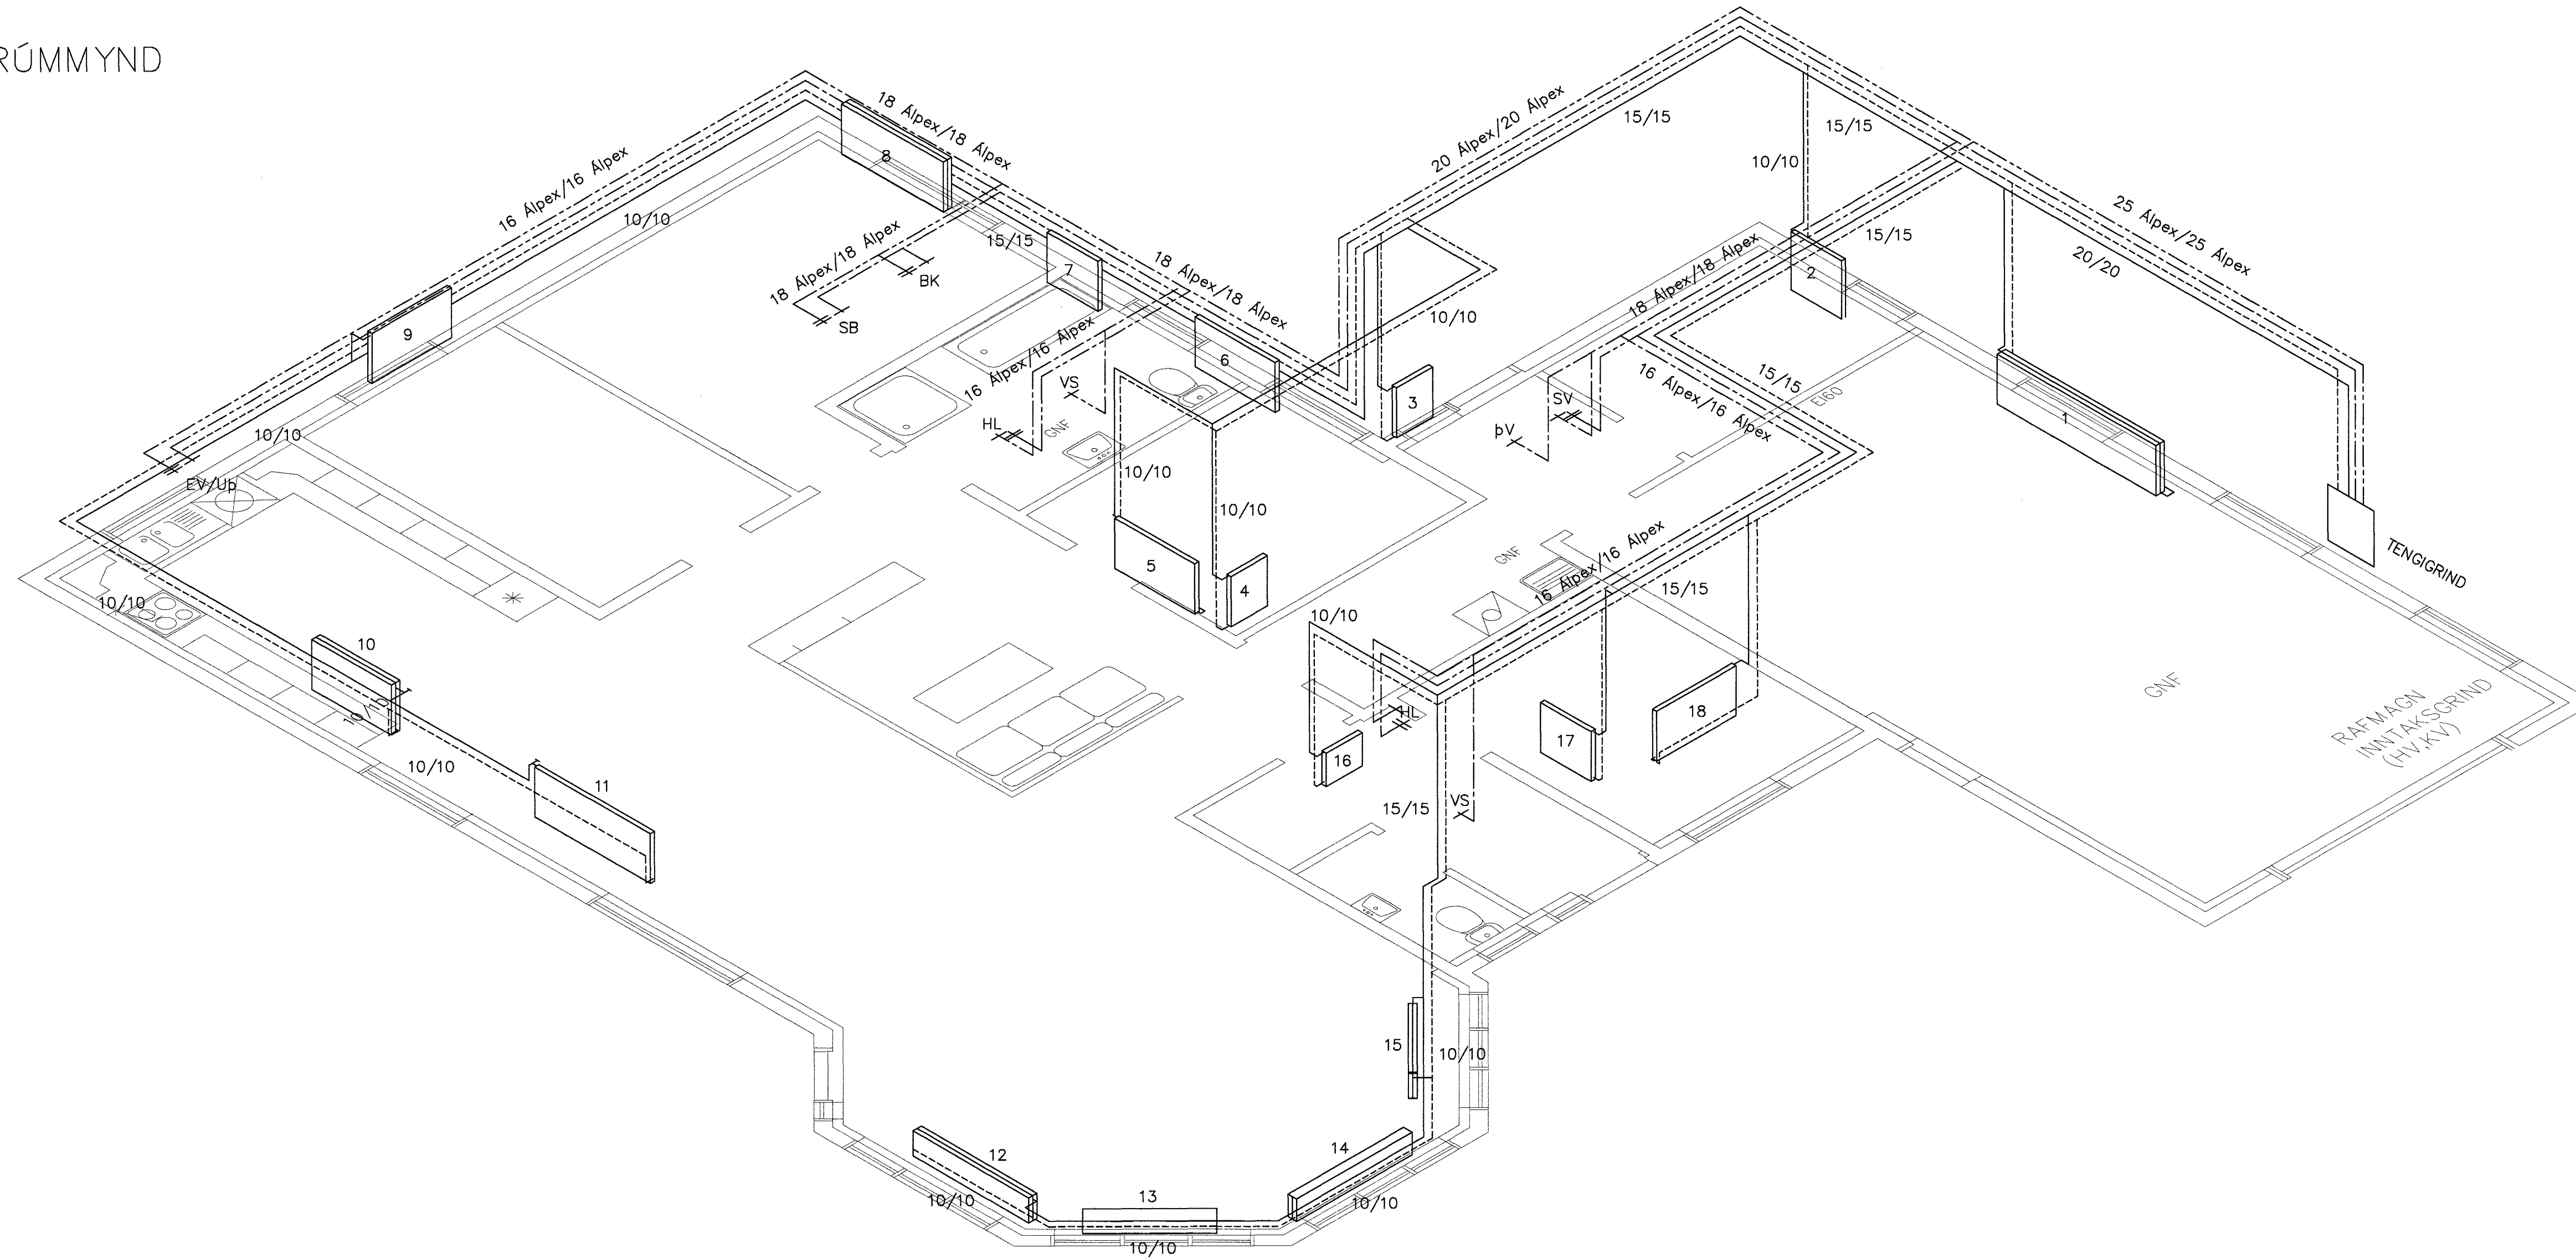 RÚMMYND
18 Álpex/18 Álpex
20 Álpex/20 Álpex
15/15
15/15
10/10
16 Álpex/16 Álpex
10/10
8
18 Álpex/18 Álpex
BK
SB
15/15
7
18 Álpex/18 Álpex
6
25 Álpex/25 Álpex
20/20
15/15
18 Álpex/18 Álpex
2
10/10
9
16 Álpex/16 Álpex
VS
HL
GNF
3
SV
ÞV
15/15
16 Álpex/16 Álpex
EI60
1
10/10
EV/Up
10/10
10/10
5
4
TENGIGRIND
GNF
16 Álpex/16 Álpex
15/15
10/10
10/10
10
10/10
10/10
11
HL
16
17
18
15/15
VS
GNF
RAFMAGN
INNTAKSGRIND
(HV,KV)
15
10/10
12
13
14
10/10
10/10
10/10